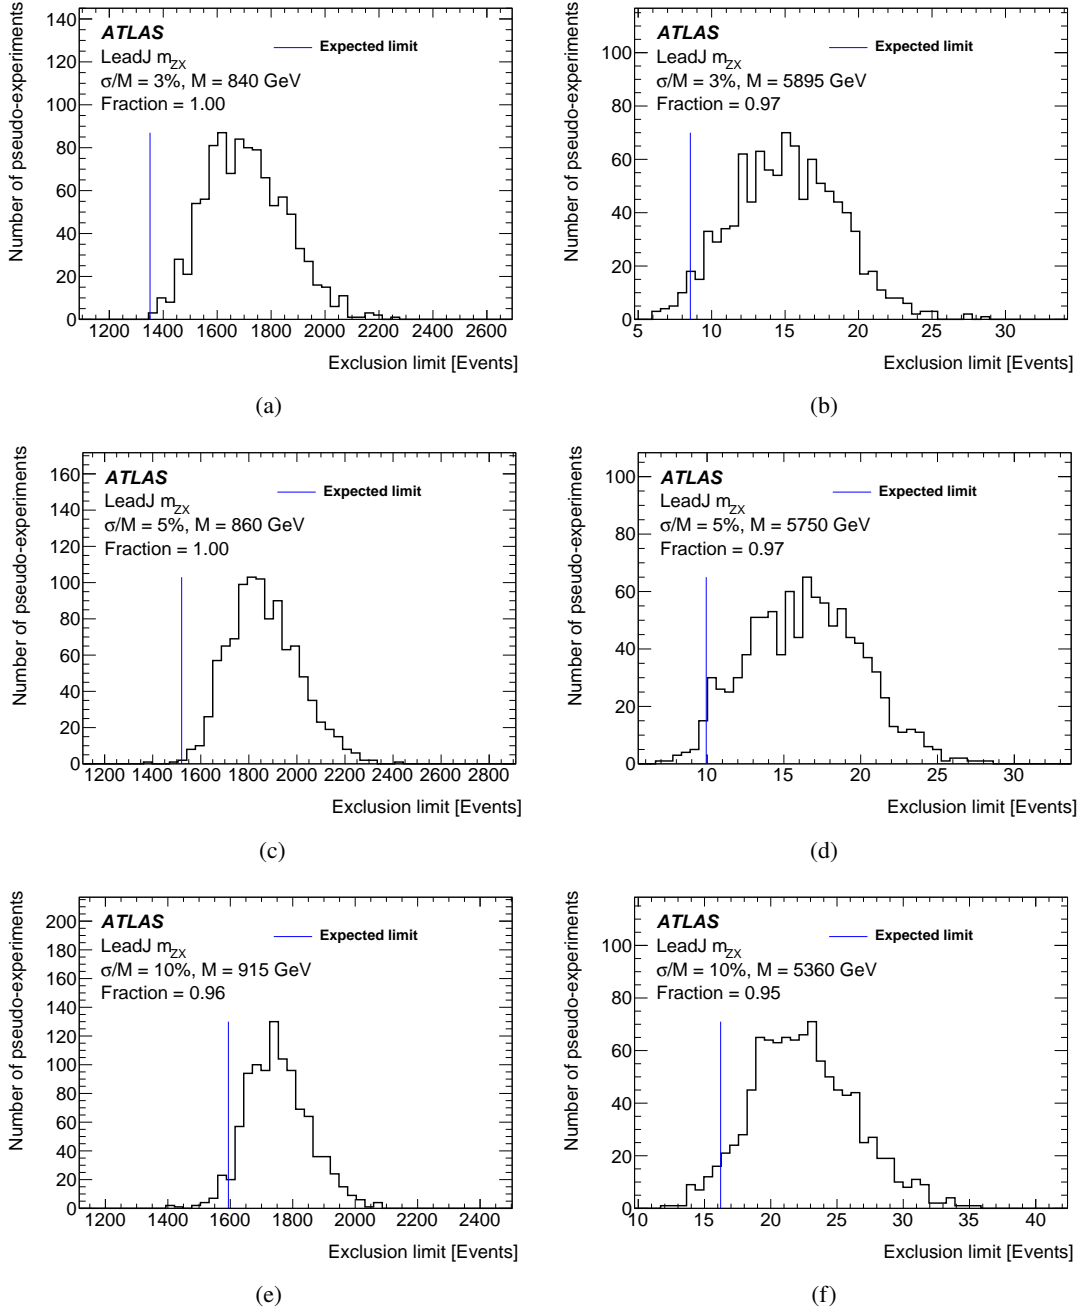 ATLAS
LeadJ m_ZX
σ/M = 3%, M = 840 GeV
Fraction = 1.00
Expected limit
Number of pseudo-experiments
0 20 40 60 80 100 120 140
1200 1400 1600 1800 2000 2200 2400 2600
Exclusion limit [Events]
(a)
ATLAS
LeadJ m_ZX
σ/M = 3%, M = 5895 GeV
Fraction = 0.97
Expected limit
Number of pseudo-experiments
0 20 40 60 80 100
5 10 15 20 25 30
Exclusion limit [Events]
(b)
ATLAS
LeadJ m_ZX
σ/M = 5%, M = 860 GeV
Fraction = 1.00
Expected limit
Number of pseudo-experiments
0 20 40 60 80 100 120 140 160
1200 1400 1600 1800 2000 2200 2400 2600 2800
Exclusion limit [Events]
(c)
ATLAS
LeadJ m_ZX
σ/M = 5%, M = 5750 GeV
Fraction = 0.97
Expected limit
Number of pseudo-experiments
0 20 40 60 80 100
10 15 20 25 30
Exclusion limit [Events]
(d)
ATLAS
LeadJ m_ZX
σ/M = 10%, M = 915 GeV
Fraction = 0.96
Expected limit
Number of pseudo-experiments
0 20 40 60 80 100 120 140 160 180 200
1200 1400 1600 1800 2000 2200 2400
Exclusion limit [Events]
(e)
ATLAS
LeadJ m_ZX
σ/M = 10%, M = 5360 GeV
Fraction = 0.95
Expected limit
Number of pseudo-experiments
0 20 40 60 80 100
10 15 20 25 30 35 40
Exclusion limit [Events]
(f)